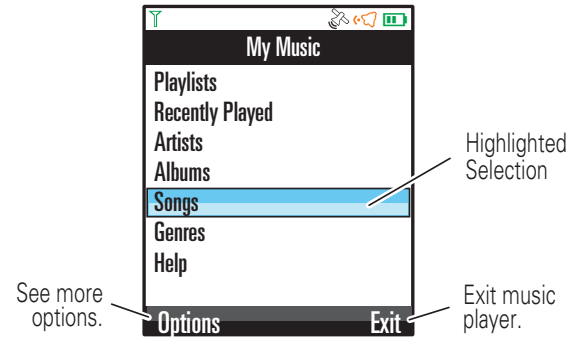 My Music
Playlists
Recently Played
Artists
Albums
Songs
Genres
Help
Options Exit
Highlighted
Selection
See more
options.
Exit music
player.